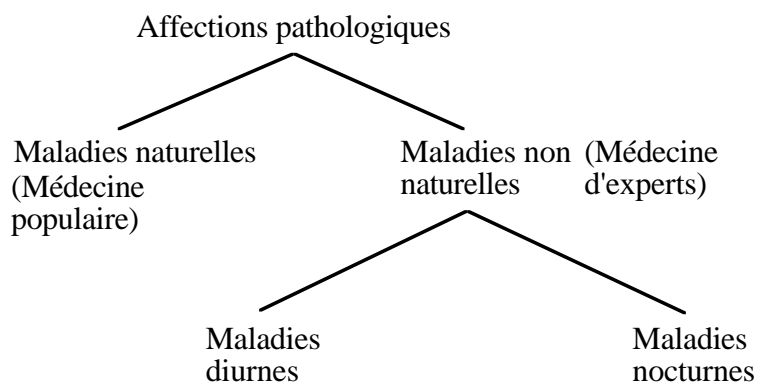 Affections pathologiques
Maladies naturelles
(Médecine
populaire)
Maladies non
naturelles
(Médecine
d'experts)
Maladies
diurnes
Maladies
nocturnes